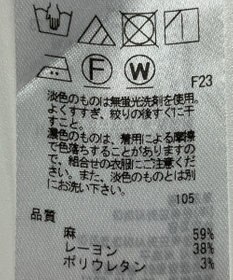 F
W
F23
淡色のものは無蛍光洗剤を使用。
よくすすぎ、絞りの後すぐに干
すこと。
濃色のものは、着用による摩擦
で色落ちすることがありますの
で、組合せの衣服にご注意くださ
い。また、淡色のものとは別
にお洗い下さい。
105
品質
麻 59%
レーヨン 38%
ポリウレタン 3%